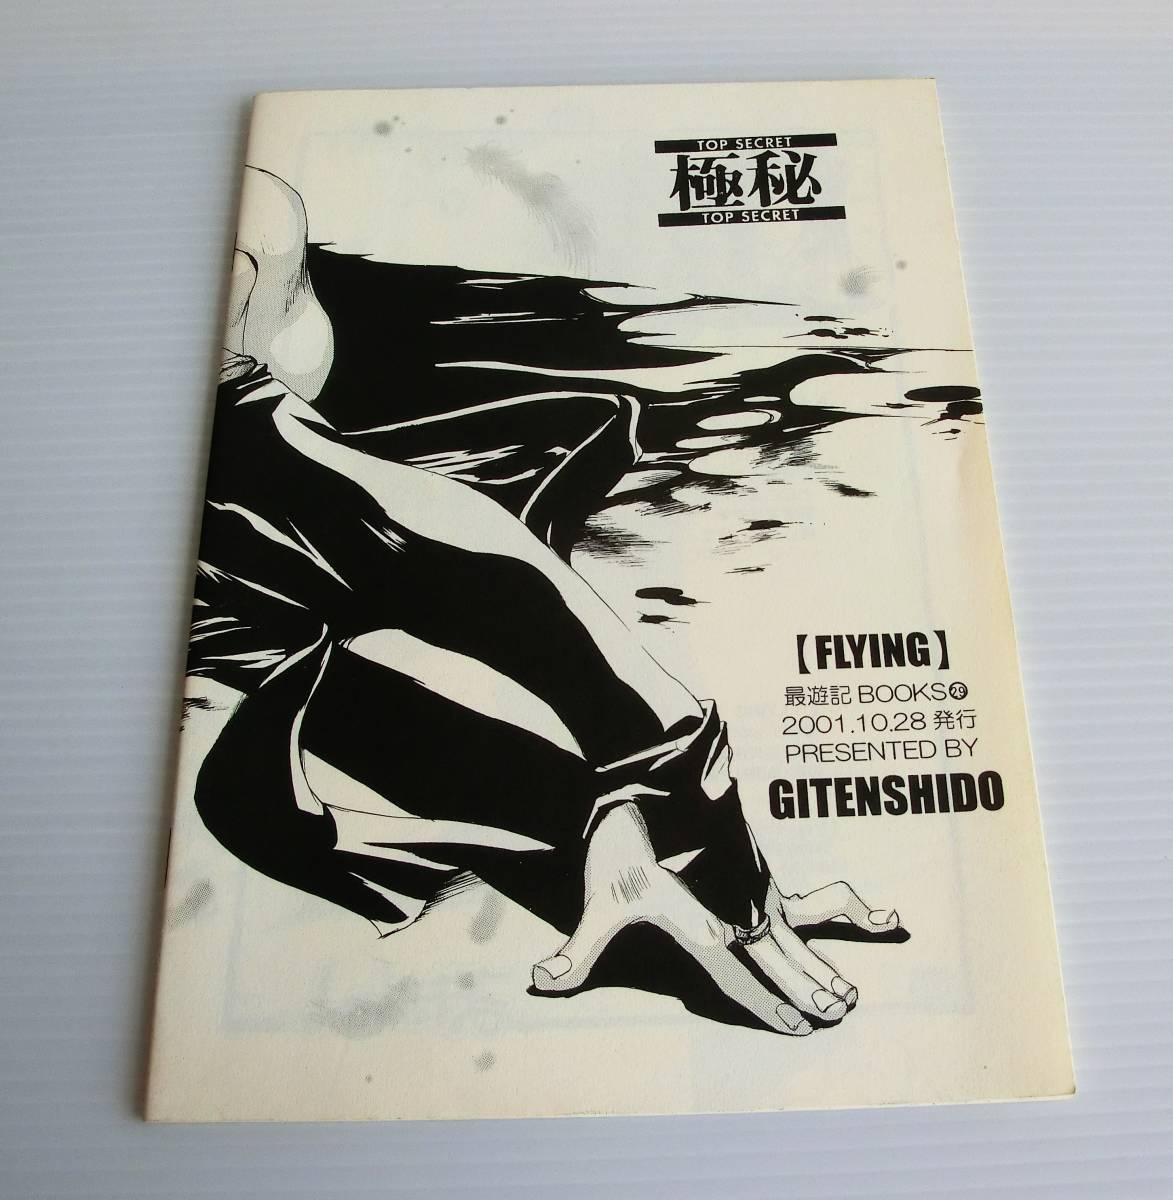 TOP SECRET
極秘
TOP SECRET
【FLYING】
最遊記 BOOKS㉙
2001.10.28 発行
PRESENTED BY
GITENSHIDO